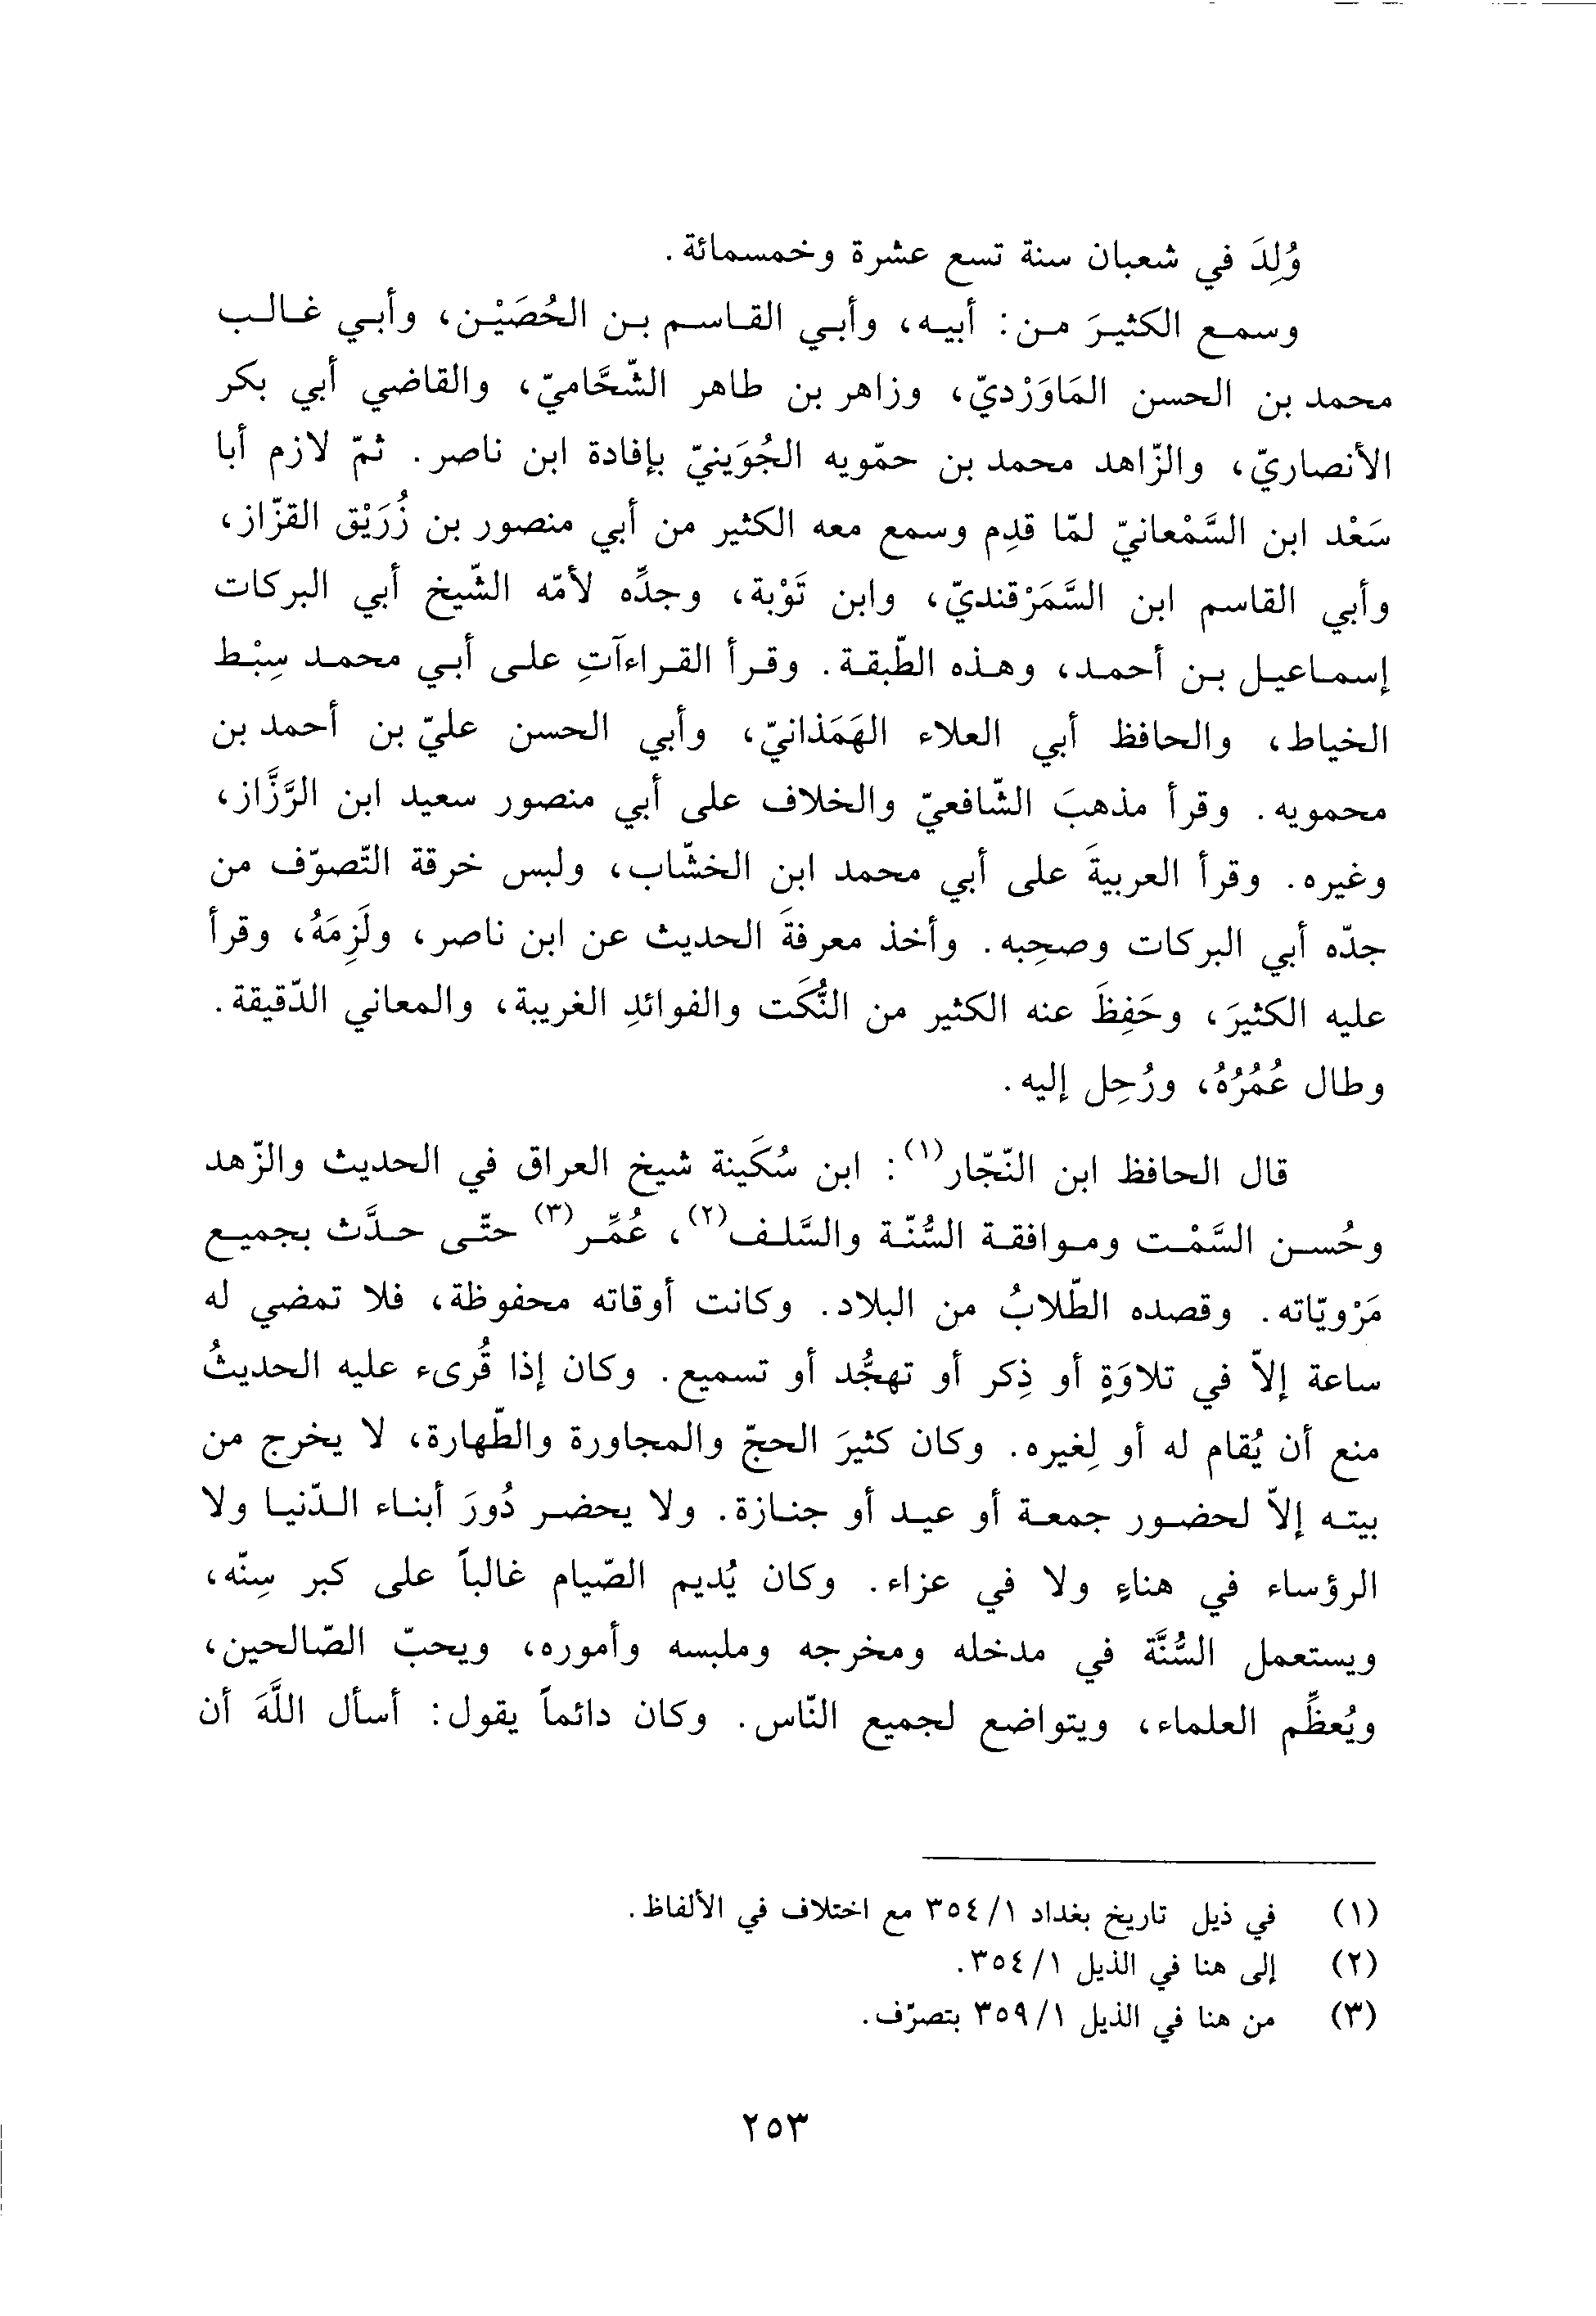 وُلِدَ في شعبان سنة تسع عشرة وخمسمائة.
وسمع الكثيرَ من: أبيه، وأبي القاسم بن الحُصَيْن، وأبي غالب
محمد بن الحسن المَاوَرْديّ، وزاهر بن طاهر الشّحَّاميّ، والقاضي أبي بكر
الأنصاريّ، والزّاهد محمد بن حمّويه الجُوَينيّ بإفادة ابن ناصر. ثمّ لازم أبا
سَعْد ابن السَّمْعانيّ لمّا قدِم وسمع معه الكثير من أبي منصور بن زُرَيْق القزّاز،
وأبي القاسم ابن السَّمَرْقنديّ، وابن تَوْبة، وجدِّه لأمّه الشّيخ أبي البركات
إسماعيل بن أحمد، وهذه الطّبقة. وقرأ القراءآتِ على أبي محمد سِبْط
الخياط، والحافظ أبي العلاء الهَمَذانيّ، وأبي الحسن عليّ بن أحمد بن
محمويه. وقرأ مذهبَ الشّافعيّ والخلاف على أبي منصور سعيد ابن الرَّزَّاز،
وغيره. وقرأ العربيةَ على أبي محمد ابن الخشّاب، ولبس خرقة التّصوّف من
جدّه أبي البركات وصحِبه. وأخذ معرفةَ الحديث عن ابن ناصر، ولَزِمَهُ، وقرأ
عليه الكثيرَ، وحَفِظَ عنه الكثير من النُّكَت والفوائدِ الغريبة، والمعاني الدّقيقة.
وطال عُمُرُهُ، ورُحِل إليه.
قال الحافظ ابن النّجّار(١): ابن سُكَينة شيخ العراق في الحديث والزّهد
وحُسن السَّمْت وموافقة السُّنّة والسَّلف(٢)، عُمِّر(٣) حتّى حدَّث بجميع
مَرْويّاته. وقصده الطّلابُ من البلاد. وكانت أوقاته محفوظة، فلا تمضي له
ساعة إلاّ في تلاوَةٍ أو ذِكر أو تهجُّد أو تسميع. وكان إذا قُرىء عليه الحديثُ
منع أن يُقام له أو لِغيره. وكان كثيرَ الحجّ والمجاورة والطّهارة، لا يخرج من
بيته إلاّ لحضور جمعة أو عيد أو جنازة. ولا يحضر دُورَ أبناء الدّنيا ولا
الرؤساء في هناءٍ ولا في عزاء. وكان يُديم الصّيام غالباً على كبر سِنّه،
ويستعمل السُّنَّة في مدخله ومخرجه وملبسه وأموره، ويحبّ الصّالحين،
ويُعظِّم العلماء، ويتواضع لجميع النّاس. وكان دائماً يقول: أسأل اللَّهَ أن
(١) في ذيل تاريخ بغداد ٣٥٤/١ مع اختلاف في الألفاظ.
(٢) إلى هنا في الذيل ٣٥٤/١.
(٣) من هنا في الذيل ٣٥٩/١ بتصرّف.
٢٥٣